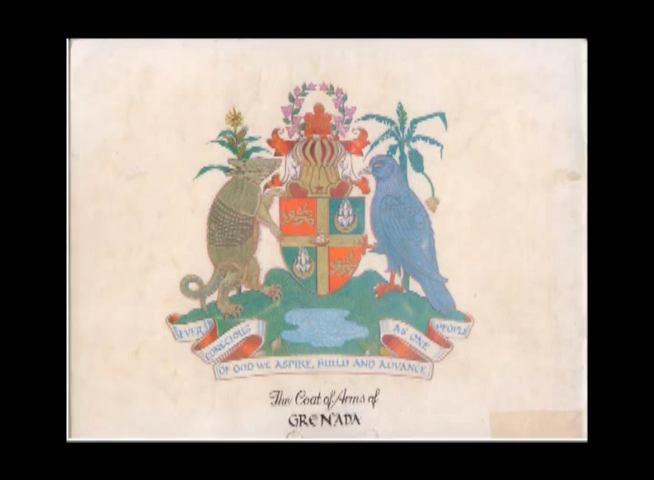 EVER
CONSCIOUS
OF GOD WE ASPIRE, BUILD AND ADVANCE
AS ONE
PEOPLE
The Coat of Arms of
GRENADA